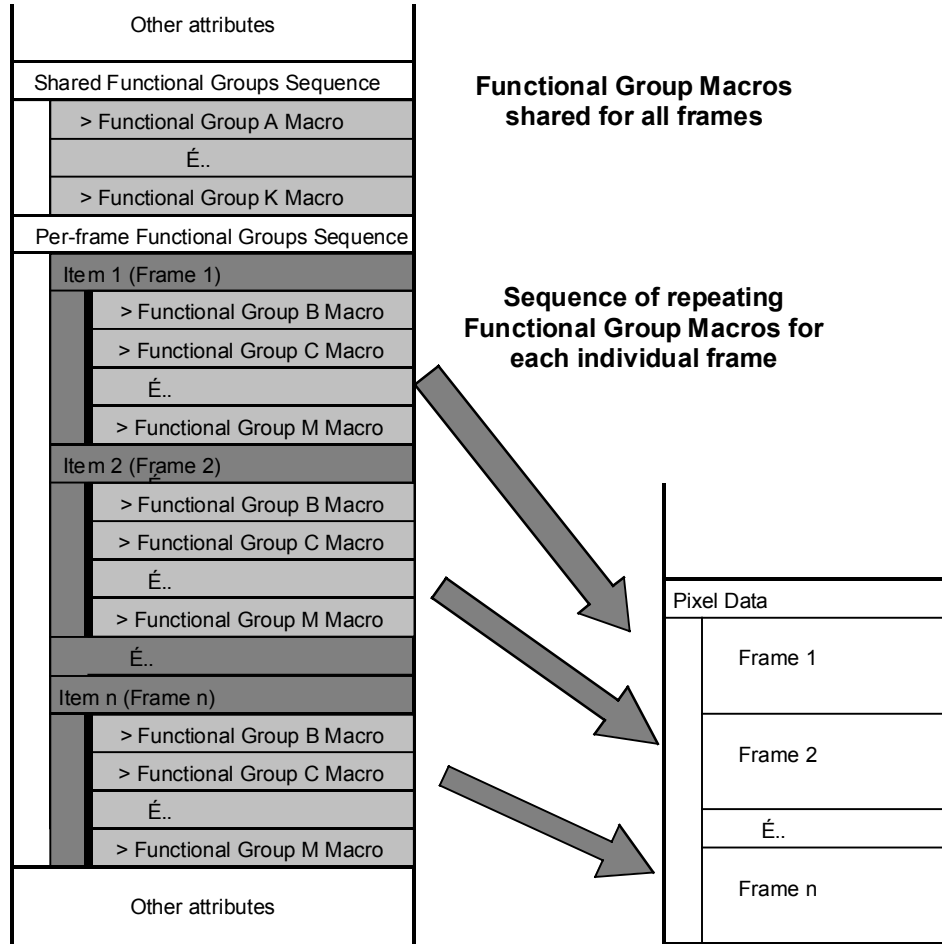 Other attributes
Shared Functional Groups Sequence
> Functional Group A Macro
É..
> Functional Group K Macro
Per-frame Functional Groups Sequence
Item 1 (Frame 1)
> Functional Group B Macro
> Functional Group C Macro
É..
> Functional Group M Macro
Item 2 (Frame 2)
É..
> Functional Group B Macro
> Functional Group C Macro
É..
> Functional Group M Macro
É..
Item n (Frame n)
> Functional Group B Macro
> Functional Group C Macro
É..
> Functional Group M Macro
Other attributes
Functional Group Macros
shared for all frames
Sequence of repeating
Functional Group Macros for
each individual frame
Pixel Data
Frame 1
Frame 2
É..
Frame n